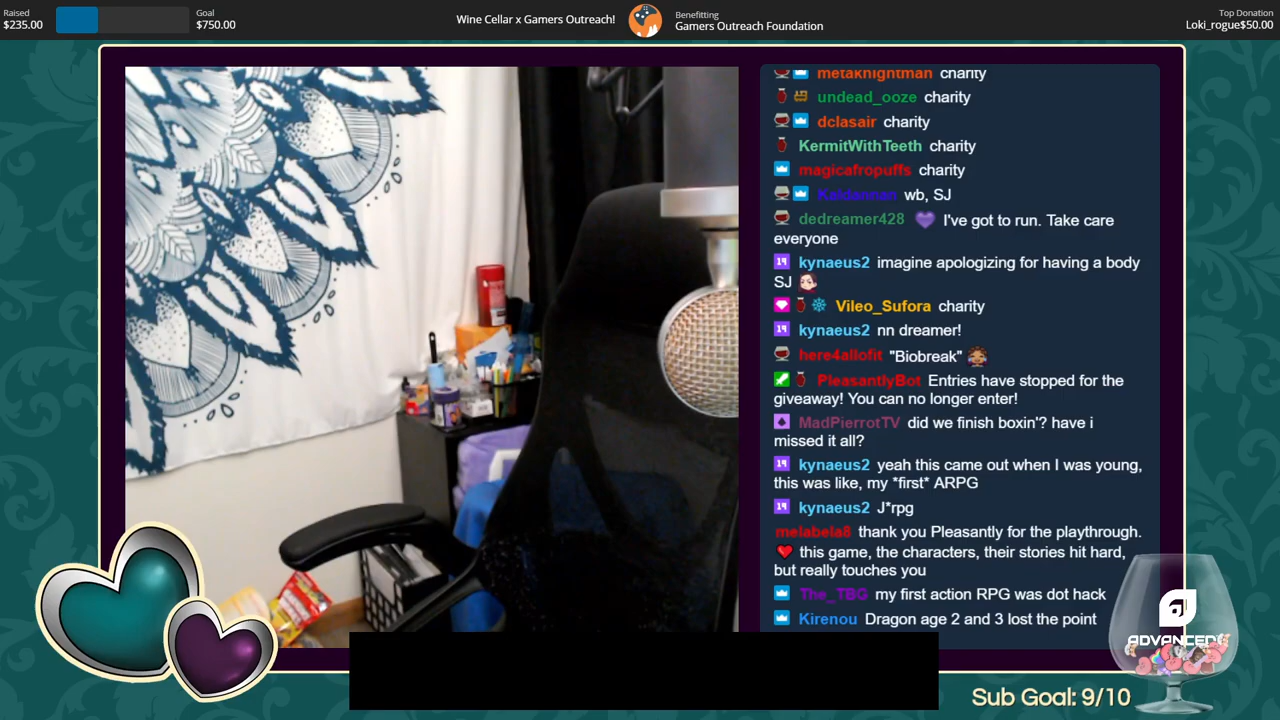 Raised
$235.00
Goal
$750.00
Wine Cellar x Gamers Outreach!
Benefitting
Gamers Outreach Foundation
Top Donation
Loki_rogue$50.00
metaknightman charity
undead_ooze charity
dclasair charity
KermitWithTeeth charity
magicafropuffs charity
Kaldannan wb, SJ
dedreamer428 I've got to run. Take care
everyone
kynaeus2 imagine apologizing for having a body
SJ
Vileo_Sufora charity
kynaeus2 nn dreamer!
here4allofit "Biobreak"
PleasantlyBot Entries have stopped for the
giveaway! You can no longer enter!
MadPierrotTV did we finish boxin'? have i
missed it all?
kynaeus2 yeah this came out when I was young,
this was like, my *first* ARPG
kynaeus2 J*rpg
melabela8 thank you Pleasantly for the playthrough.
this game, the characters, their stories hit hard,
but really touches you
The_TBG my first action RPG was dot hack
Kirenou Dragon age 2 and 3 lost the point
ADVANCED
Sub Goal: 9/10